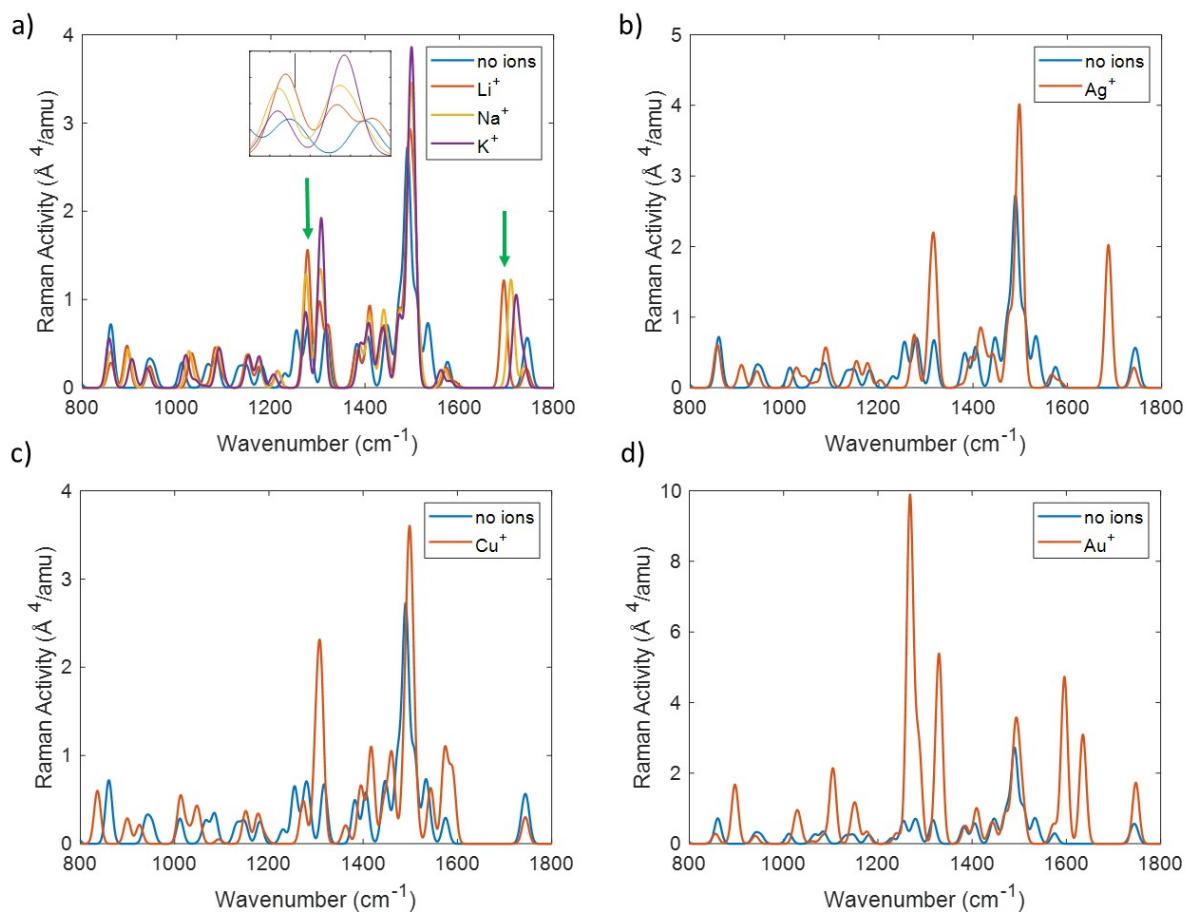 a)
4
3
2
1
0
800 1000 1200 1400 1600 1800
Raman Activity (Å ⁴/amu)
Wavenumber (cm⁻¹)
no ions
Li⁺
Na⁺
K⁺
b)
5
4
3
2
1
0
800 1000 1200 1400 1600 1800
Raman Activity (Å ⁴/amu)
Wavenumber (cm⁻¹)
no ions
Ag⁺
c)
4
3
2
1
0
800 1000 1200 1400 1600 1800
Raman Activity (Å ⁴/amu)
Wavenumber (cm⁻¹)
no ions
Cu⁺
d)
10
8
6
4
2
0
800 1000 1200 1400 1600 1800
Raman Activity (Å ⁴/amu)
Wavenumber (cm⁻¹)
no ions
Au⁺